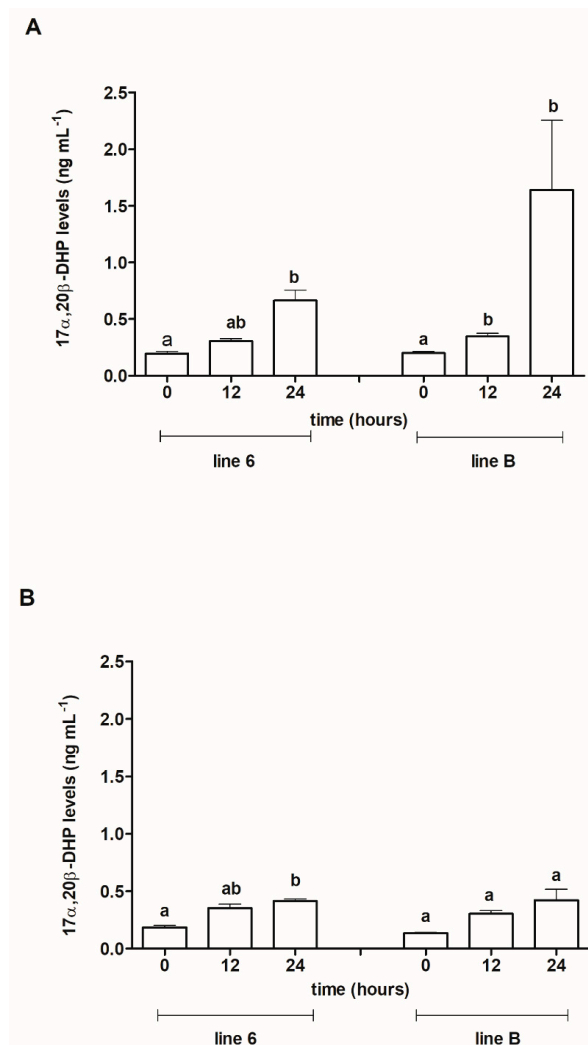 A
17α,20β-DHP levels (ng mL⁻¹)
2.5
2.0
1.5
1.0
0.5
0.0
a
ab
b
a
b
b
0 12 24 0 12 24
time (hours)
line 6 line B
B
17α,20β-DHP levels (ng mL⁻¹)
2.5
2.0
1.5
1.0
0.5
0.0
a
ab
b
a
a
a
0 12 24 0 12 24
time (hours)
line 6 line B